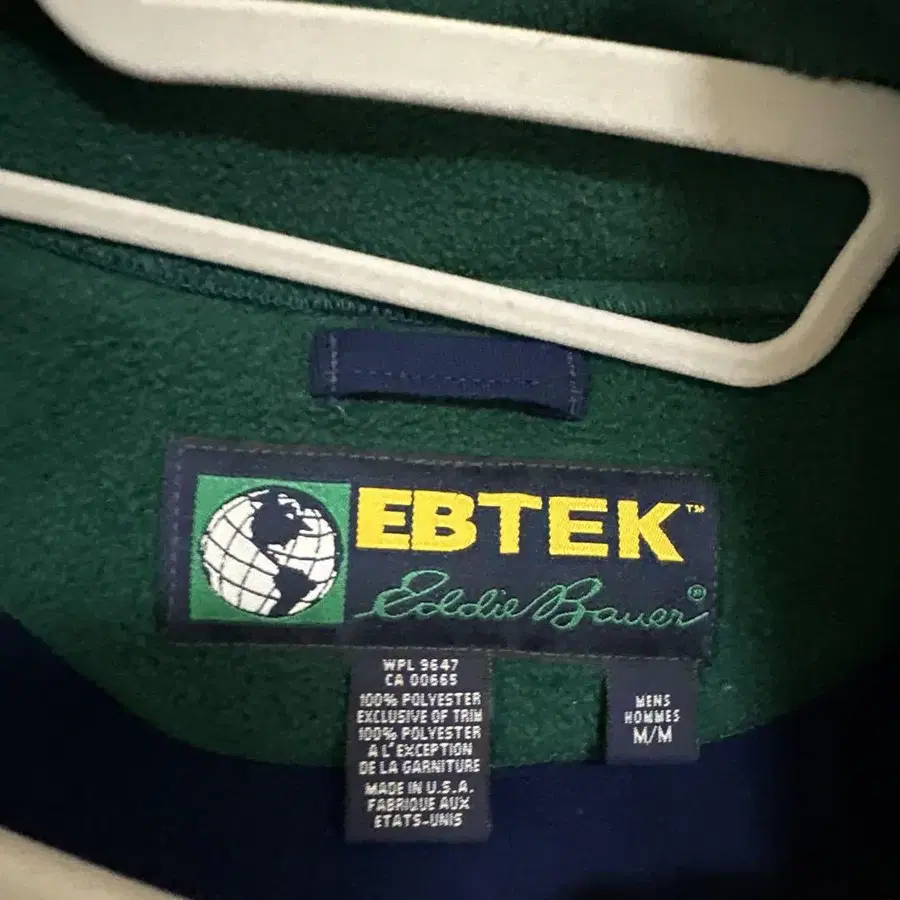 EBTEK™
Eddie Bauer®
WPL 9647
CA 00665
100% POLYESTER
EXCLUSIVE OF TRIM
100% POLYESTER
A L'EXCEPTION
DE LA GARNITURE
MADE IN U.S.A.
FABRIQUE AUX
ETATS-UNIS
MENS
HOMMES
M/M